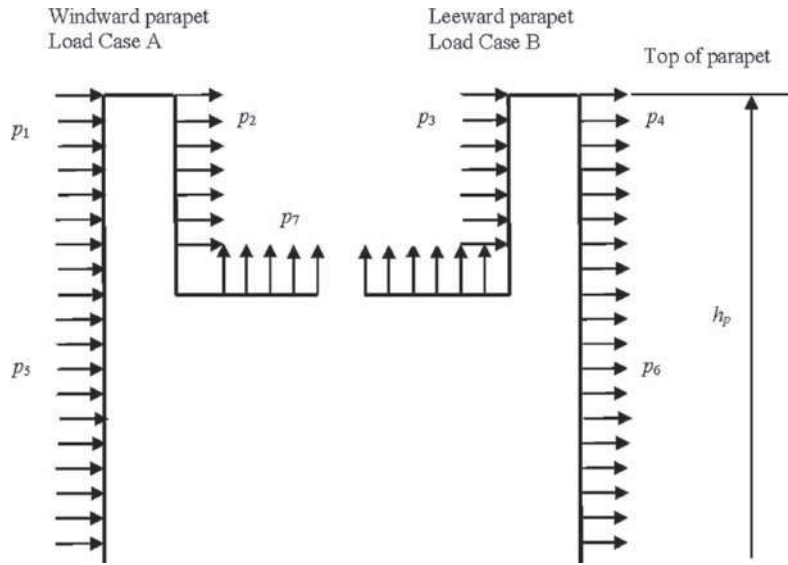 Windward parapet
Load Case A
Leeward parapet
Load Case B
Top of parapet
p1
p2
p3
p4
p7
hp
p5
p6